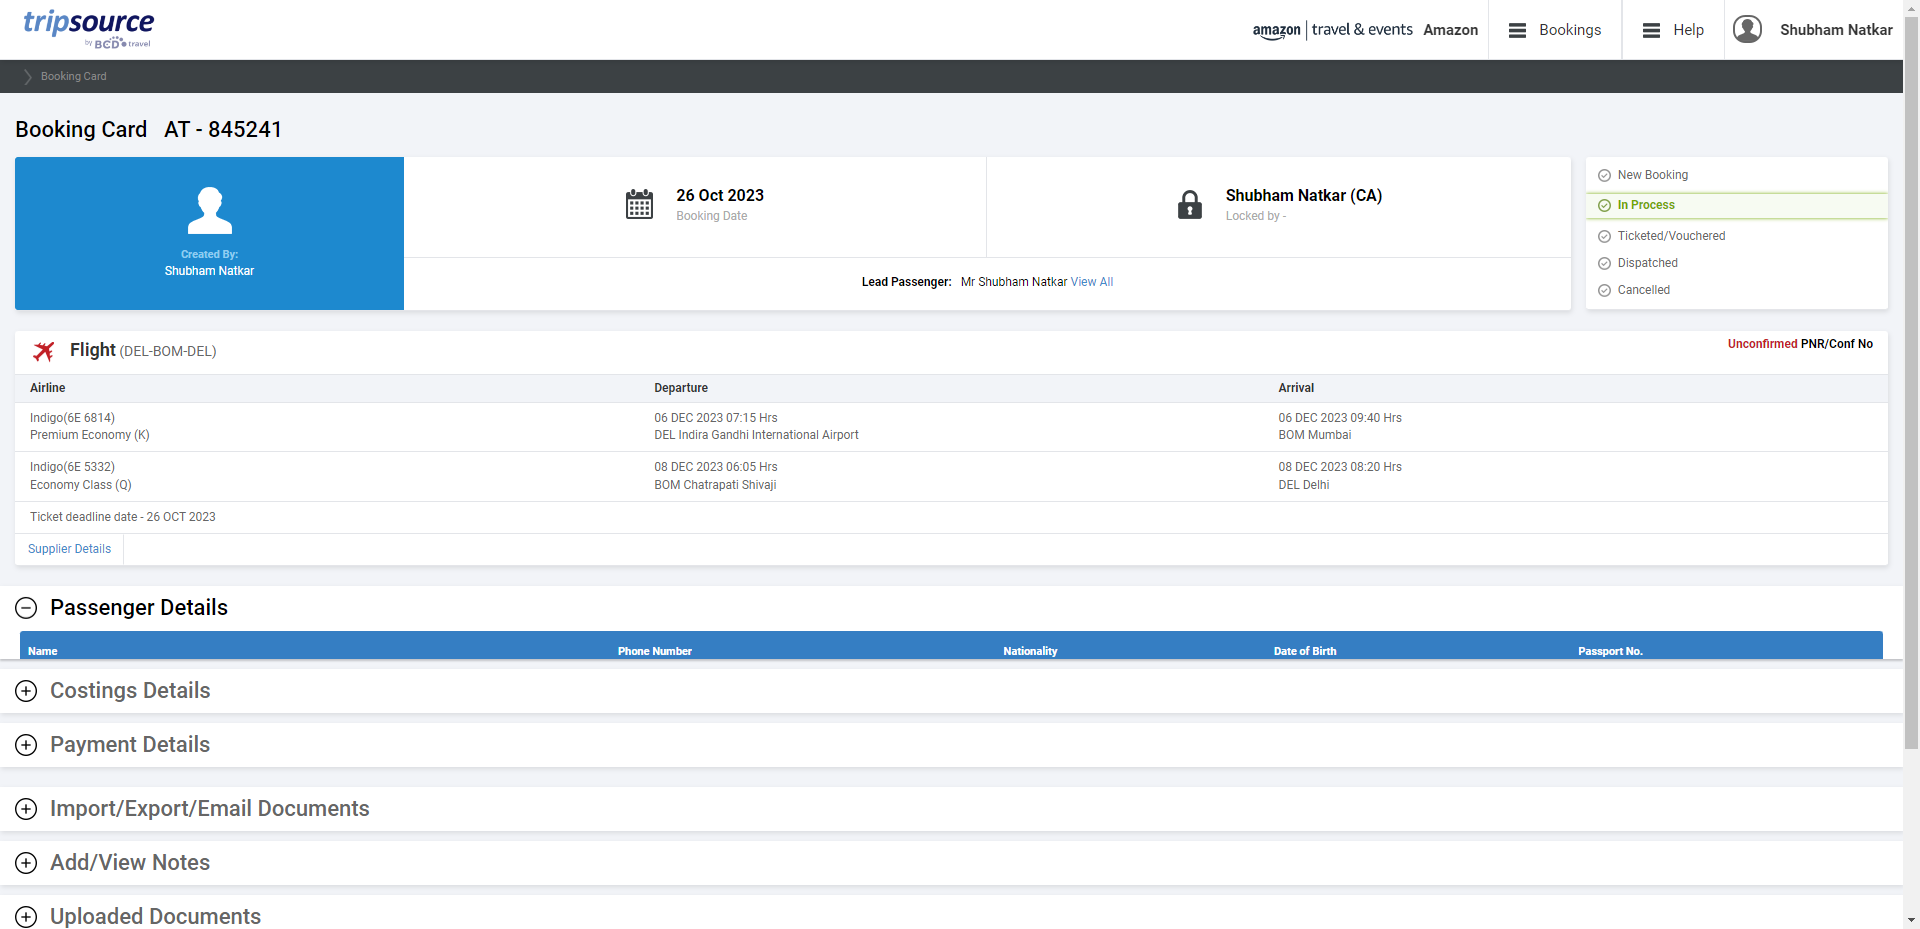 tripsource
by BCD travel
amazon | travel & events Amazon
Bookings
Help
Shubham Natkar
Booking Card
Booking Card AT - 845241
Created By:
Shubham Natkar
26 Oct 2023
Booking Date
Shubham Natkar (CA)
Locked by -
Lead Passenger: Mr Shubham Natkar View All
New Booking
In Process
Ticketed/Vouchered
Dispatched
Cancelled
Flight (DEL-BOM-DEL)
Unconfirmed PNR/Conf No
Airline Departure Arrival
Indigo(6E 6814) 06 DEC 2023 07:15 Hrs 06 DEC 2023 09:40 Hrs
Premium Economy (K) DEL Indira Gandhi International Airport BOM Mumbai
Indigo(6E 5332) 08 DEC 2023 06:05 Hrs 08 DEC 2023 08:20 Hrs
Economy Class (Q) BOM Chatrapati Shivaji DEL Delhi
Ticket deadline date - 26 OCT 2023
Supplier Details
Passenger Details
Name Phone Number Nationality Date of Birth Passport No.
Costings Details
Payment Details
Import/Export/Email Documents
Add/View Notes
Uploaded Documents